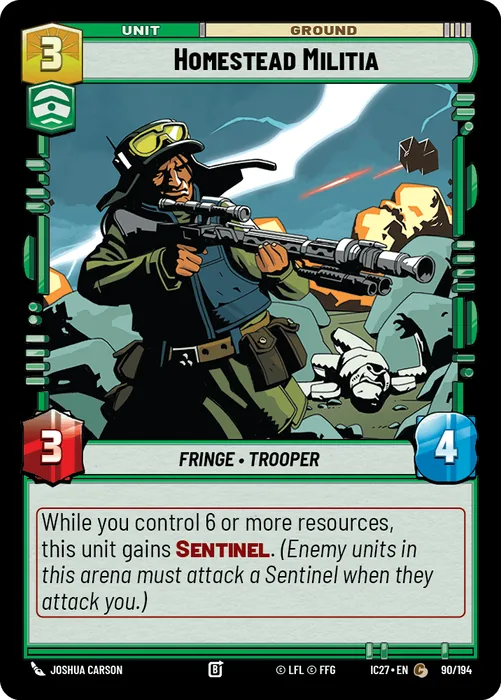 UNIT
GROUND
3
HOMESTEAD MILITIA
3
4
FRINGE • TROOPER
While you control 6 or more resources,
this unit gains SENTINEL. (Enemy units in
this arena must attack a Sentinel when they
attack you.)
JOSHUA CARSON
B
© LFL © FFG
IC27 • EN
C
90/194